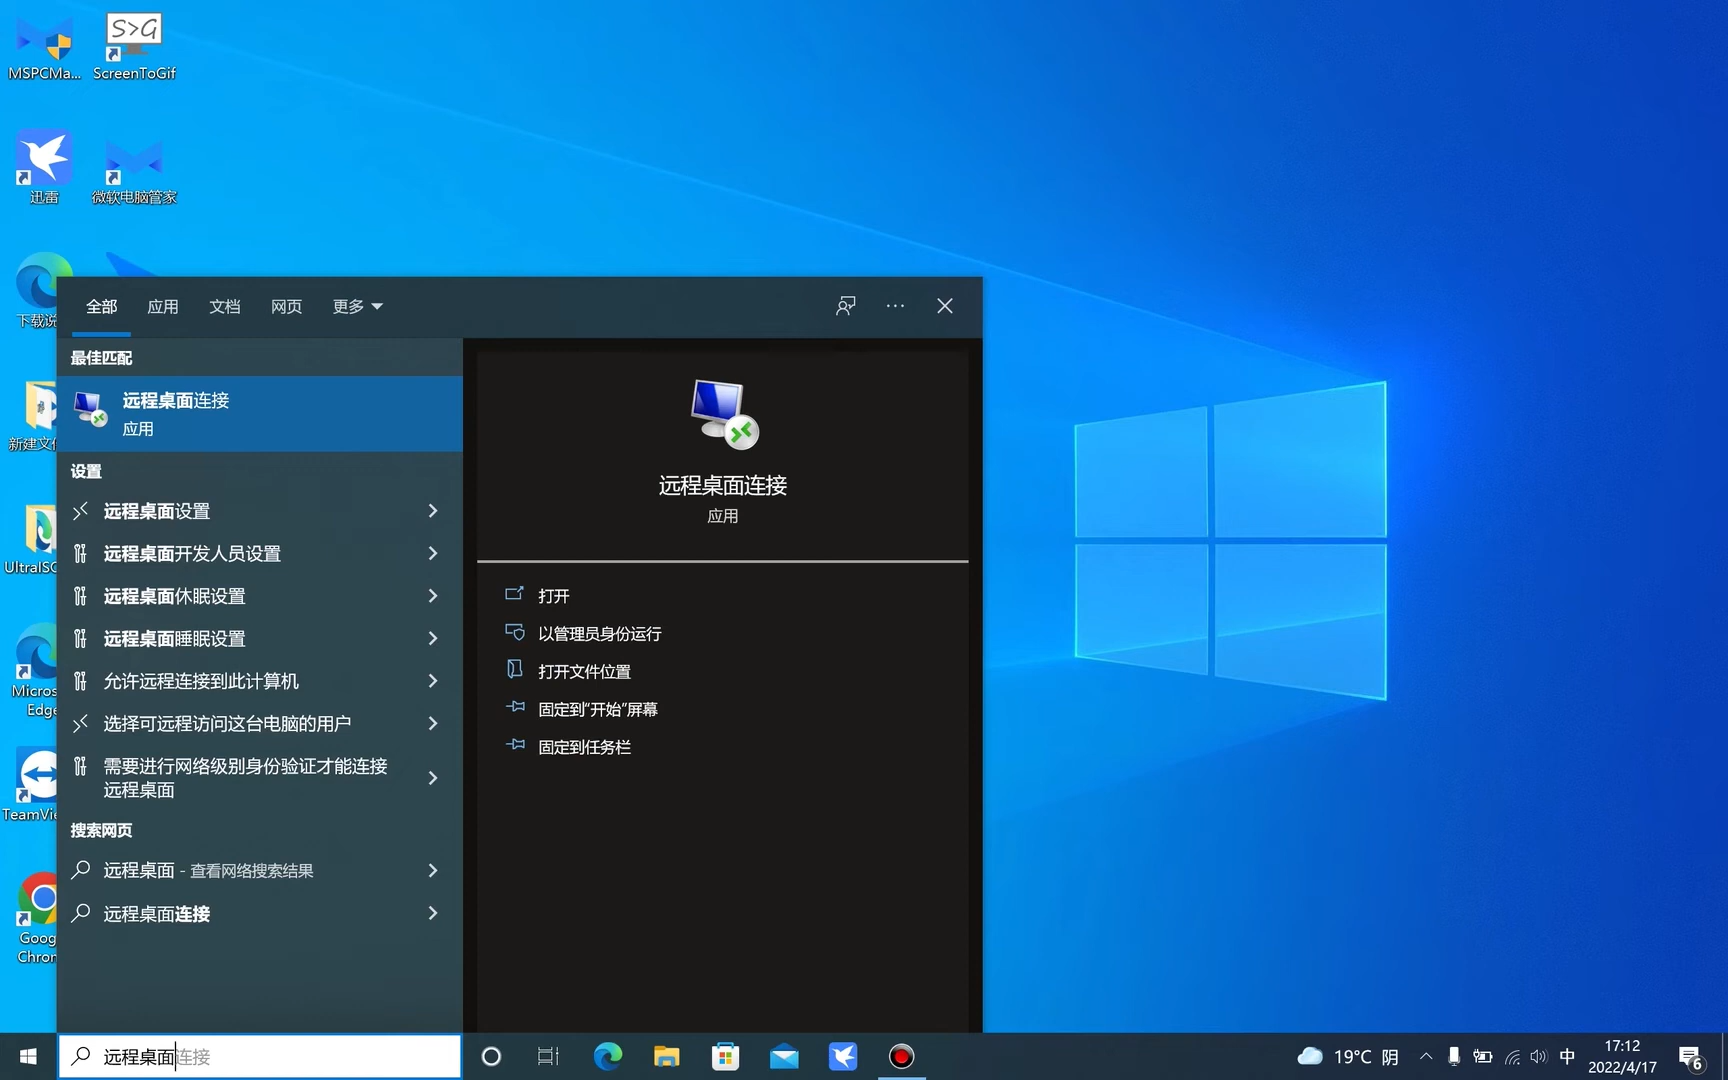 S>G
MSPCMa...
ScreenToGif
迅雷
微软电脑管家
下载说
新建文件
UltraISO
Micros
Edge
TeamVie
Goog
Chrom
全部
应用
文档
网页
更多
最佳匹配
远程桌面连接
应用
设置
远程桌面设置
远程桌面开发人员设置
远程桌面休眠设置
远程桌面睡眠设置
允许远程连接到此计算机
选择可远程访问这台电脑的用户
需要进行网络级别身份验证才能连接
远程桌面
搜索网页
远程桌面 - 查看网络搜索结果
远程桌面连接
远程桌面连接
应用
打开
以管理员身份运行
打开文件位置
固定到“开始”屏幕
固定到任务栏
远程桌面连接
19°C 阴
中
17:12
2022/4/17
6